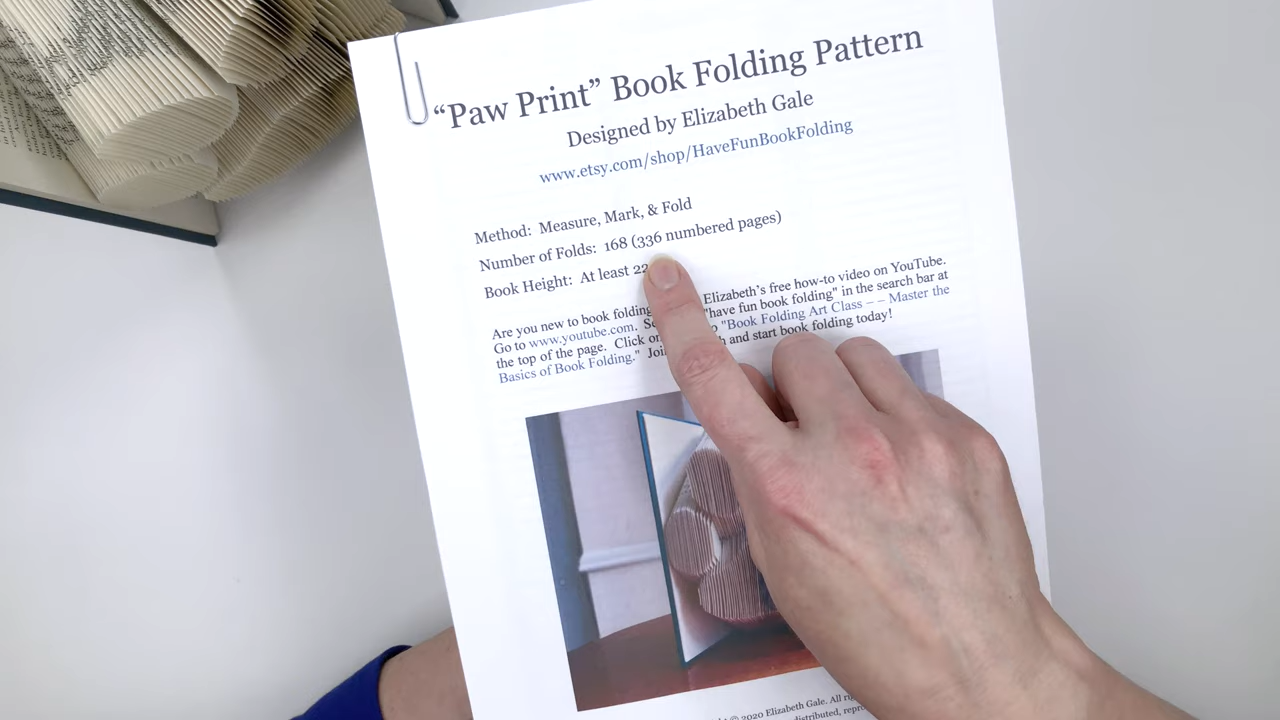 “Paw Print” Book Folding Pattern
Designed by Elizabeth Gale
www.etsy.com/shop/HaveFunBookFolding
Method: Measure, Mark, & Fold
Number of Folds: 168 (336 numbered pages)
Book Height: At least 22
Are you new to book folding Elizabeth's free how-to video on YouTube.
Go to www.youtube.com. "have fun book folding" in the search bar at
the top of the page. Click on "Book Folding Art Class – – Master the
Basics of Book Folding." and start book folding today!
© 2020 Elizabeth Gale. All
distributed,